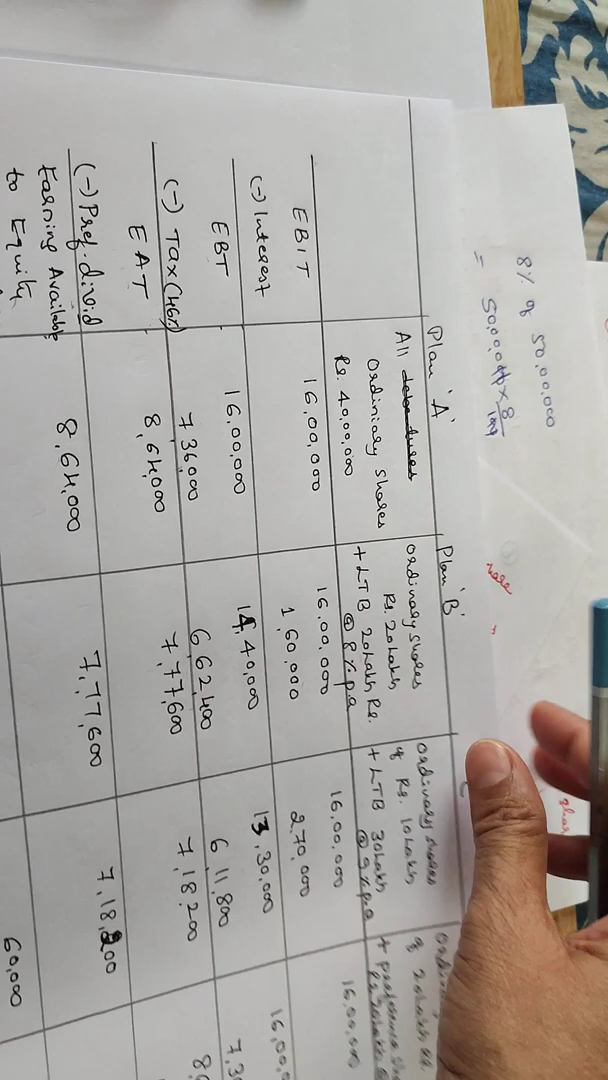 8% of 50,00,000
= 50,00,000 × 8/100
Plan 'A'
All
Ordiniary shares
Rs. 40,00,000
Plan 'B'
Ordinary shares
Rs. 20 Lakh
+ LTB 20 Lakh Rs.
@ 8 % p.a
Ordinary shares
of Rs. 10 Lakh
+ LTB 30 Lakh
@ 9 % p.a
of 20 Lakh
EBIT 16,00,000 16,00,000 16,00,000 16,00,000
(-) Interest 1,60,000 2,70,000
EBT 16,00,000 14,40,000 13,30,000
(-) Tax (46%) 7,36,000 6,62,400 6,11,800
EAT 8,64,000 7,77,600 7,18,200
(-) Pref. divid
Earning Available 8,64,000 7,77,600 7,18,200
to Equity
60,000